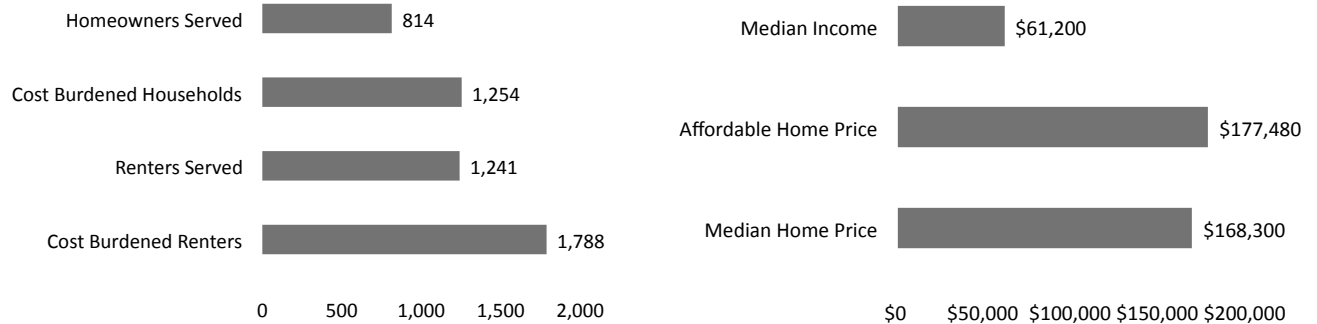 Homeowners Served 814
Cost Burdened Households 1,254
Renters Served 1,241
Cost Burdened Renters 1,788
0 500 1,000 1,500 2,000
Median Income $61,200
Affordable Home Price $177,480
Median Home Price $168,300
$0 $50,000 $100,000 $150,000 $200,000